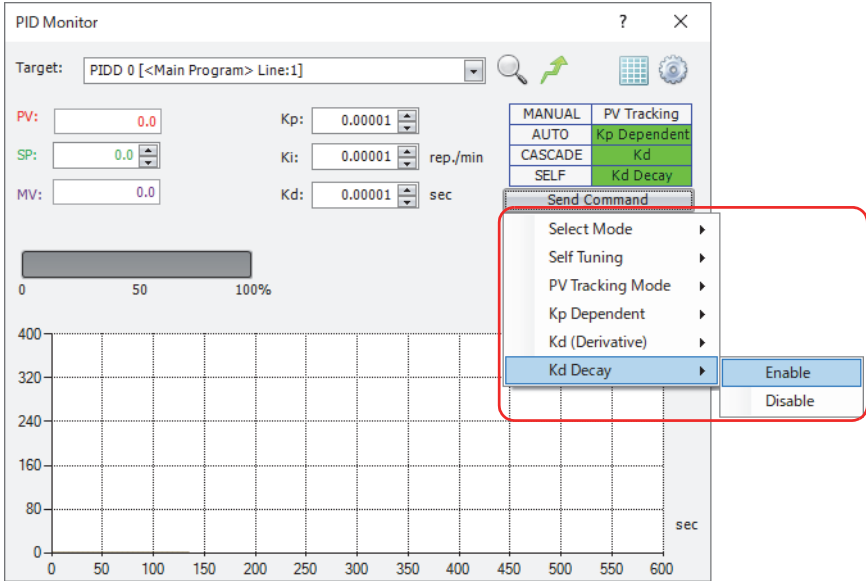 PID Monitor ? ×
Target: PIDD 0 [<Main Program> Line:1]
PV: 0.0
SP: 0.0
MV: 0.0
Kp: 0.00001
Ki: 0.00001 rep./min
Kd: 0.00001 sec
MANUAL PV Tracking
AUTO Kp Dependent
CASCADE Kd
SELF Kd Decay
Send Command
Select Mode
Self Tuning
PV Tracking Mode
Kp Dependent
Kd (Derivative)
Kd Decay
Enable
Disable
0 50 100%
400
320
240
160
80
0
sec
0 50 100 150 200 250 300 350 400 450 500 550 600